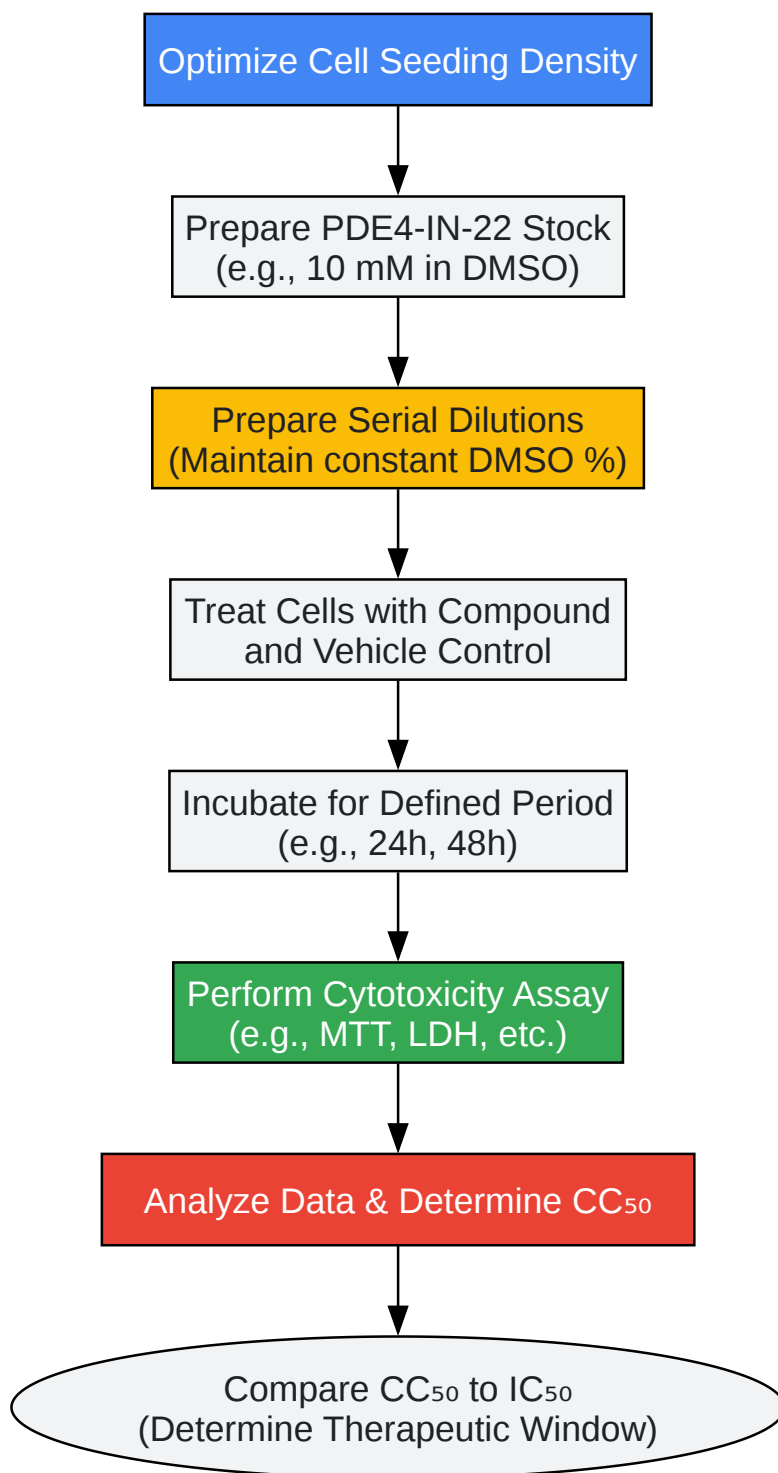 Optimize Cell Seeding Density
Prepare PDE4-IN-22 Stock
(e.g., 10 mM in DMSO)
Prepare Serial Dilutions
(Maintain constant DMSO %)
Treat Cells with Compound
and Vehicle Control
Incubate for Defined Period
(e.g., 24h, 48h)
Perform Cytotoxicity Assay
(e.g., MTT, LDH, etc.)
Analyze Data & Determine CC₅₀
Compare CC₅₀ to IC₅₀
(Determine Therapeutic Window)